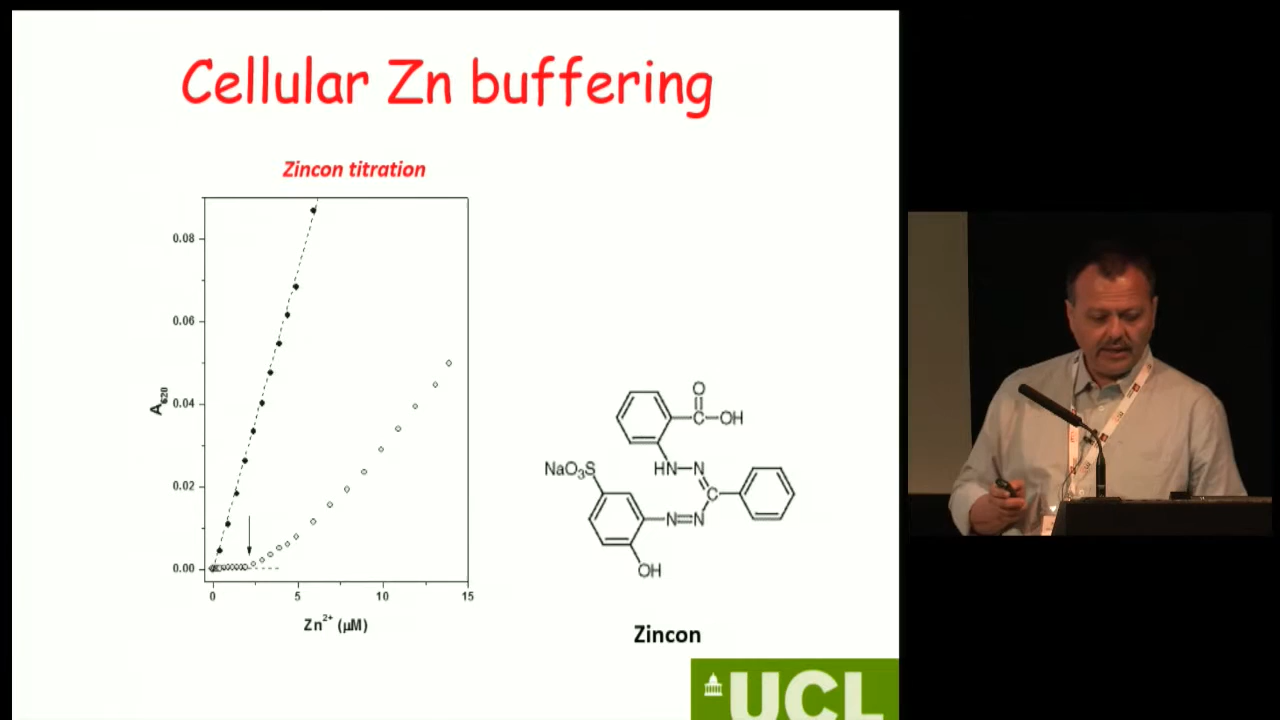 Cellular Zn buffering
Zincon titration
0.08
0.06
0.04
0.02
0.00
A620
0
5
10
15
Zn2+ (µM)
O
C
OH
HN
N
NaO3S
C
N
N
OH
Zincon
UCL